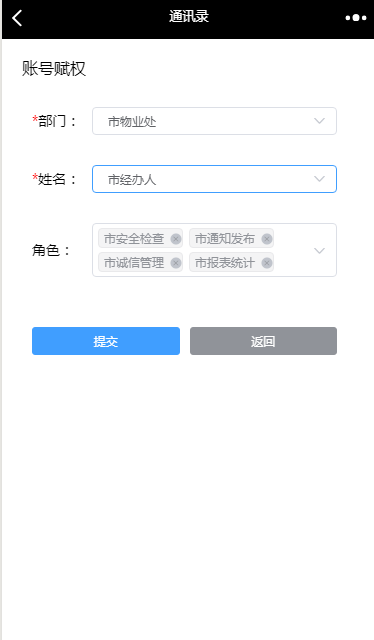 通讯录
账号赋权
*部门： 市物业处
*姓名： 市经办人
角色： 市安全检查 市通知发布
市诚信管理 市报表统计
提交 返回